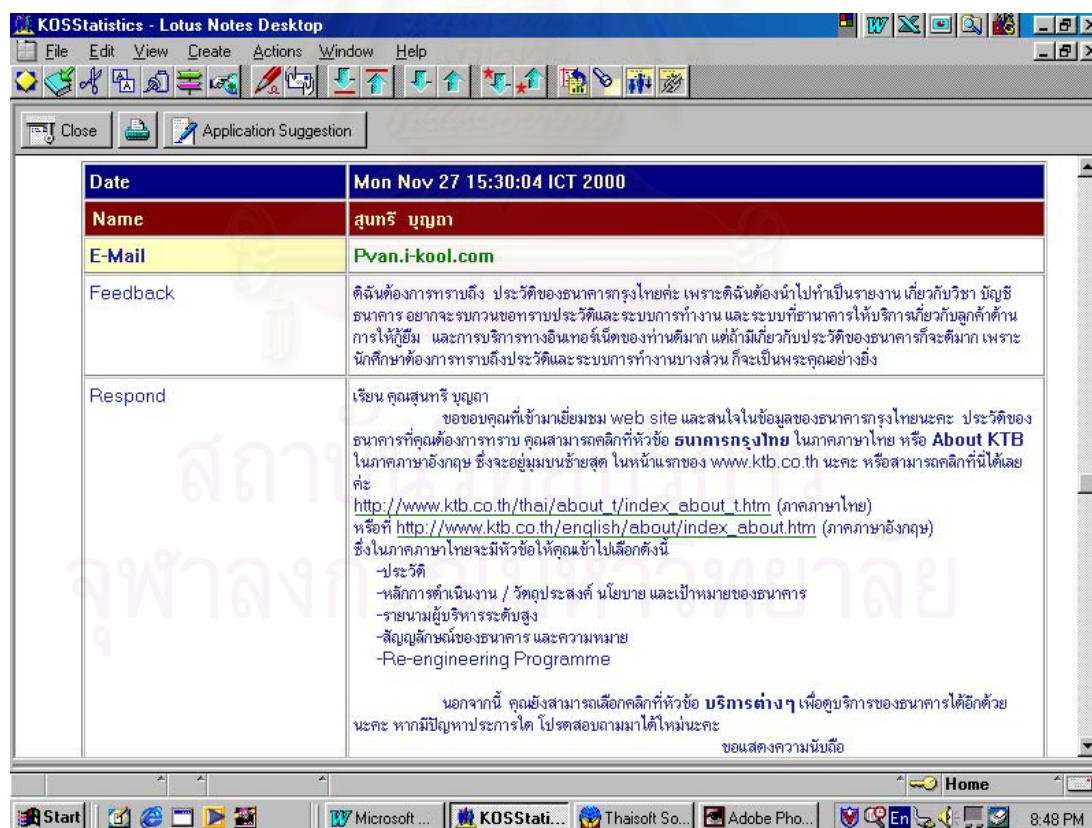 KOSStatistics - Lotus Notes Desktop
File Edit View Create Actions Window Help
Close Application Suggestion
Date Mon Nov 27 15:30:04 ICT 2000
Name สุนทรี บุญถา
E-Mail Pvan.i-kool.com
Feedback ดิฉันต้องการทราบถึง ประวัติของธนาคารกรุงไทยค่ะ เพราะดิฉันต้องนำไปทำเป็นรายงาน เกี่ยวกับวิชา บัญชี
ธนาคาร อยากจะรบกวนขอทราบประวัติและระบบการทำงาน และระบบที่ธานาคารให้บริการเกี่ยวกับลูกค้าด้าน
การให้กู้ยืม และการบริการทางอินเทอร์เน็ตของท่านดีมาก แต่ถ้ามีเกี่ยวกับประวัติของธนาคารก็จะดีมาก เพราะ
นักศึกษาต้องการทราบถึงประวัติและระบบการทำงานบางส่วน ก็จะเป็นพระคุณอย่างยิ่ง
Respond เรียน คุณสุนทรี บุญถา
ขอขอบคุณที่เข้ามาเยี่ยมชม web site และสนใจในข้อมูลของธนาคารกรุงไทยนะคะ ประวัติของ
ธนาคารที่คุณต้องการทราบ คุณสามารถคลิกที่หัวข้อ ธนาคารกรุงไทย ในภาคภาษาไทย หรือ About KTB
ในภาคภาษาอังกฤษ ซึ่งจะอยู่มุมบนซ้ายสุด ในหน้าแรกของ www.ktb.co.th นะคะ หรือสามารถคลิกที่นี่ได้เลย
ค่ะ
http://www.ktb.co.th/thai/about_t/index_about_t.htm (ภาคภาษาไทย)
หรือที่ http://www.ktb.co.th/english/about/index_about.htm (ภาคภาษาอังกฤษ)
ซึ่งในภาคภาษาไทยจะมีหัวข้อให้คุณเข้าไปเลือกดังนี้
-ประวัติ
-หลักการดำเนินงาน / วัตถุประสงค์ นโยบาย และเป้าหมายของธนาคาร
-รายนามผู้บริหารระดับสูง
-สัญญลักษณ์ของธนาคาร และความหมาย
-Re-engineering Programme
นอกจากนี้ คุณยังสามารถเลือกคลิกที่หัวข้อ บริการต่างๆ เพื่อดูบริการของธนาคารได้อีกด้วย
นะคะ หากมีปัญหาประการใด โปรดสอบถามมาได้ใหม่นะคะ
ขอแสดงความนับถือ
สถาบันวิทยบริการ
จุฬาลงกรณ์มหาวิทยาลัย
Home
Start Microsoft ... KOSStati... Thaisoft So... Adobe Pho... En 8:48 PM